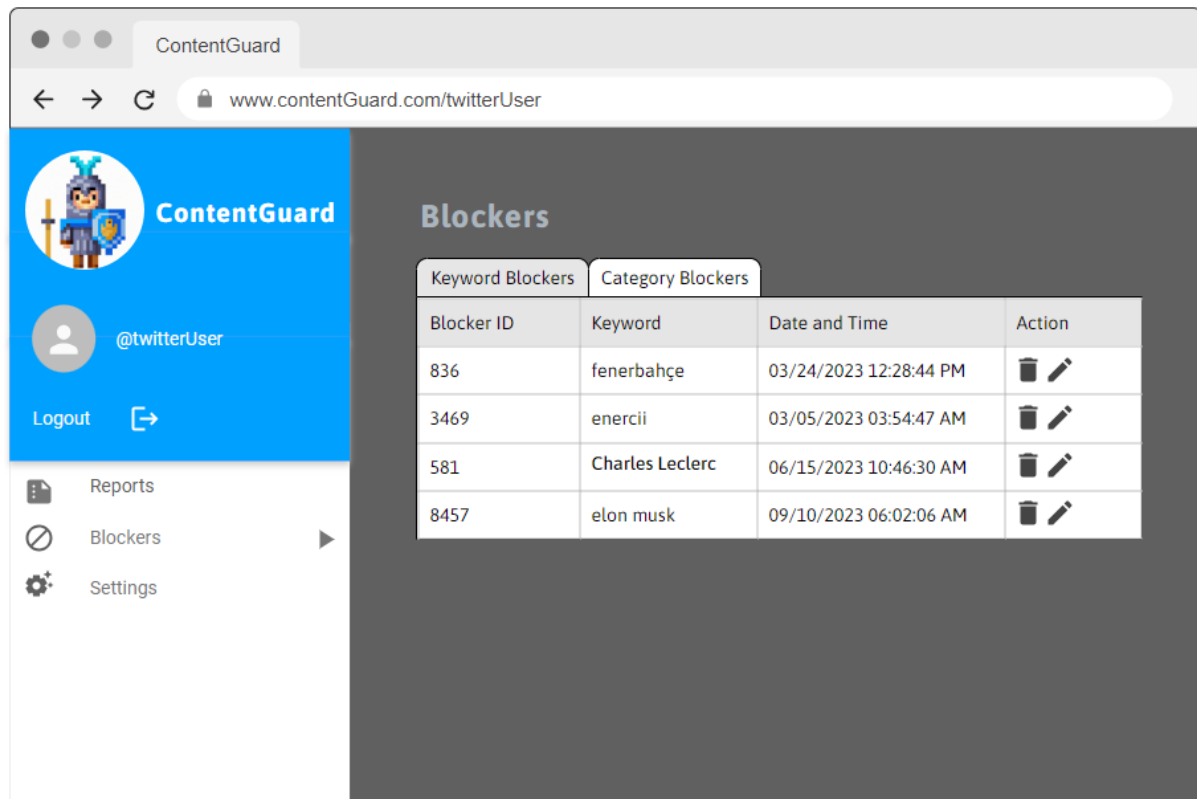 ContentGuard
www.contentGuard.com/twitterUser
ContentGuard
@twitterUser
Logout
Reports
Blockers
Settings
Blockers
Keyword Blockers Category Blockers
Blocker ID Keyword Date and Time Action
836 fenerbahçe 03/24/2023 12:28:44 PM
3469 enercii 03/05/2023 03:54:47 AM
581 Charles Leclerc 06/15/2023 10:46:30 AM
8457 elon musk 09/10/2023 06:02:06 AM